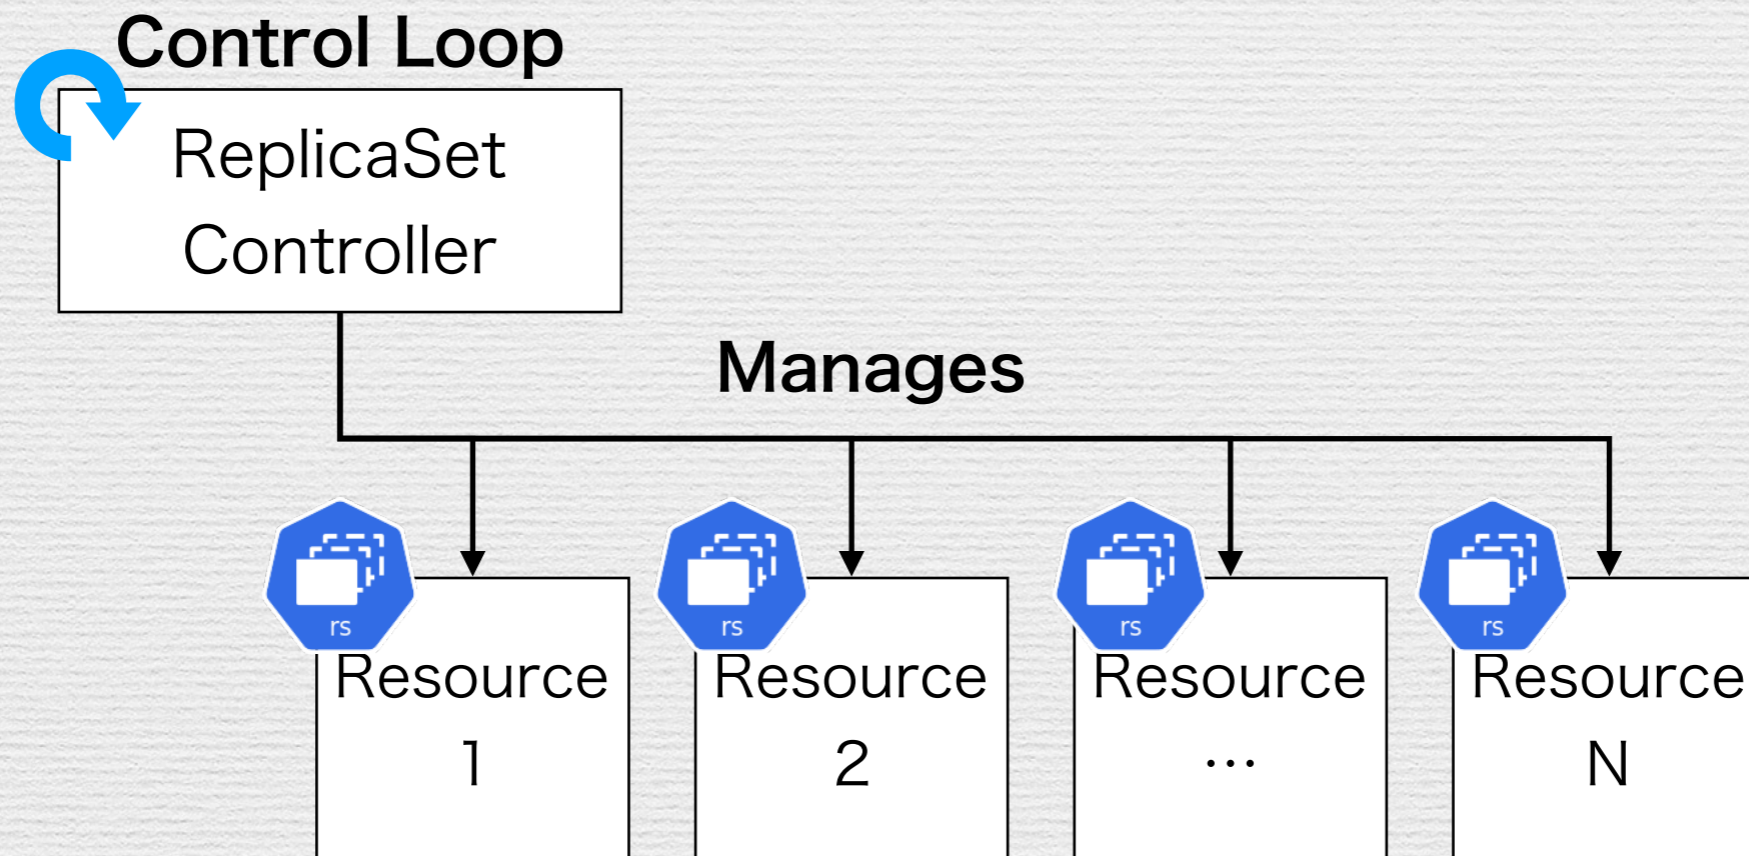 Control Loop
ReplicaSet
Controller
Manages
rs
rs
rs
rs
Resource
1
Resource
2
Resource
…
Resource
N